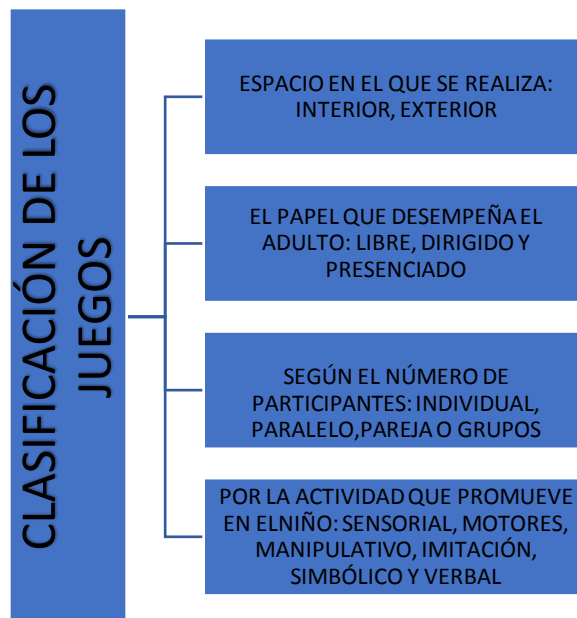 CLASIFICACIÓN DE LOS
JUEGOS
ESPACIO EN EL QUE SE REALIZA:
INTERIOR, EXTERIOR
EL PAPEL QUE DESEMPEÑA EL
ADULTO: LIBRE, DIRIGIDO Y
PRESENCIADO
SEGÚN EL NÚMERO DE
PARTICIPANTES: INDIVIDUAL,
PARALELO,PAREJA O GRUPOS
POR LA ACTIVIDAD QUE PROMUEVE
EN ELNIÑO: SENSORIAL, MOTORES,
MANIPULATIVO, IMITACIÓN,
SIMBÓLICO Y VERBAL